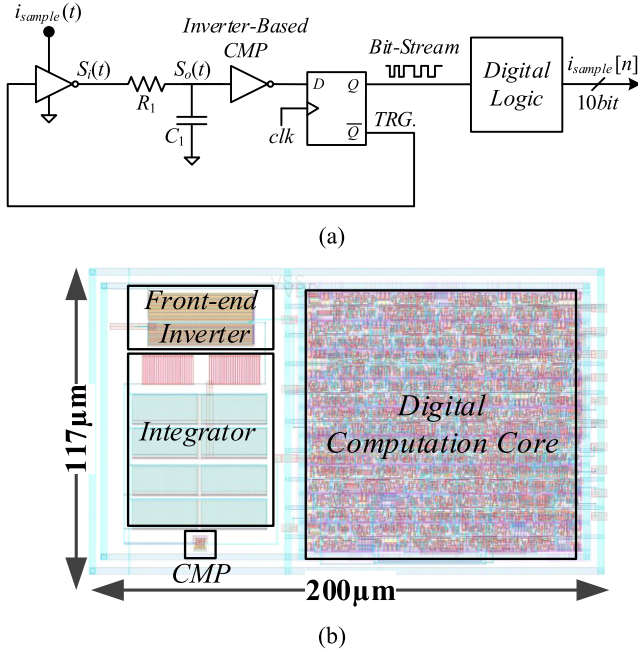 i_sample(t)
Inverter-Based
CMP
S_i(t)
S_o(t)
R_1
C_1
clk
D
Q
Q̅
Bit-Stream
TRG.
Digital
Logic
i_sample[n]
10bit
(a)
VSS
Front-end
Inverter
Integrator
CMP
Digital
Computation Core
117μm
200μm
(b)